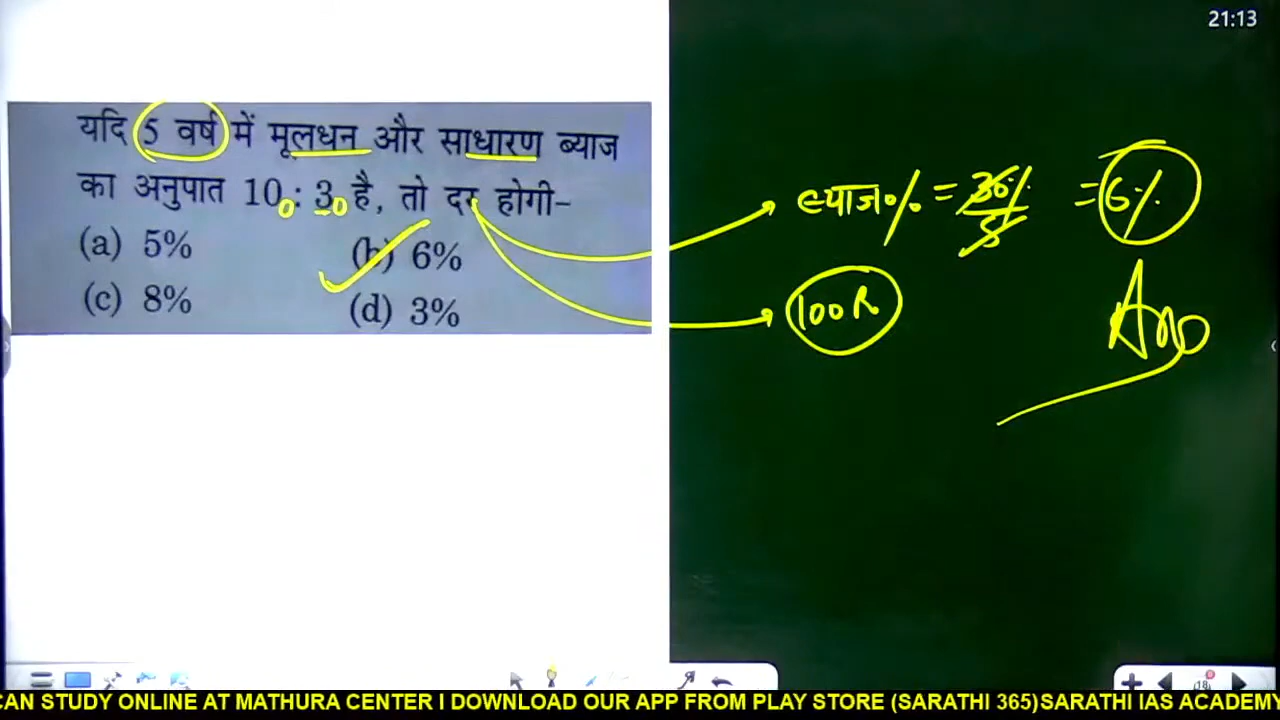 21:13
यदि 5 वर्ष में मूलधन और साधारण ब्याज
का अनुपात 10 : 3 है, तो दर होगी–
0 0
(a) 5% (b) 6%
(c) 8% (d) 3%
ब्याज% = 30% / 5 = 6%
100 R
Ans
CAN STUDY ONLINE AT MATHURA CENTER I DOWNLOAD OUR APP FROM PLAY STORE (SARATHI 365)SARATHI IAS ACADEMY